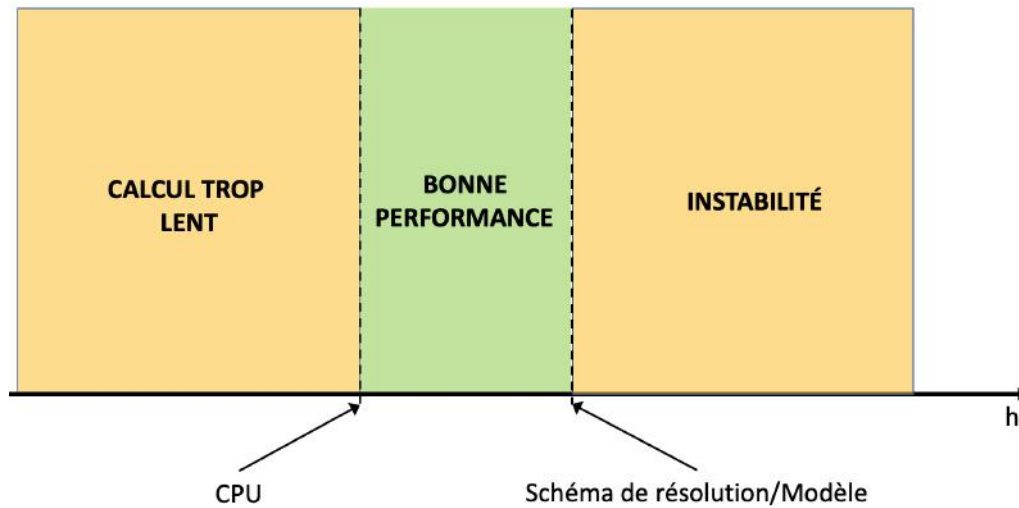 CALCUL TROP
LENT
BONNE
PERFORMANCE
INSTABILITÉ
h
CPU
Schéma de résolution/Modèle